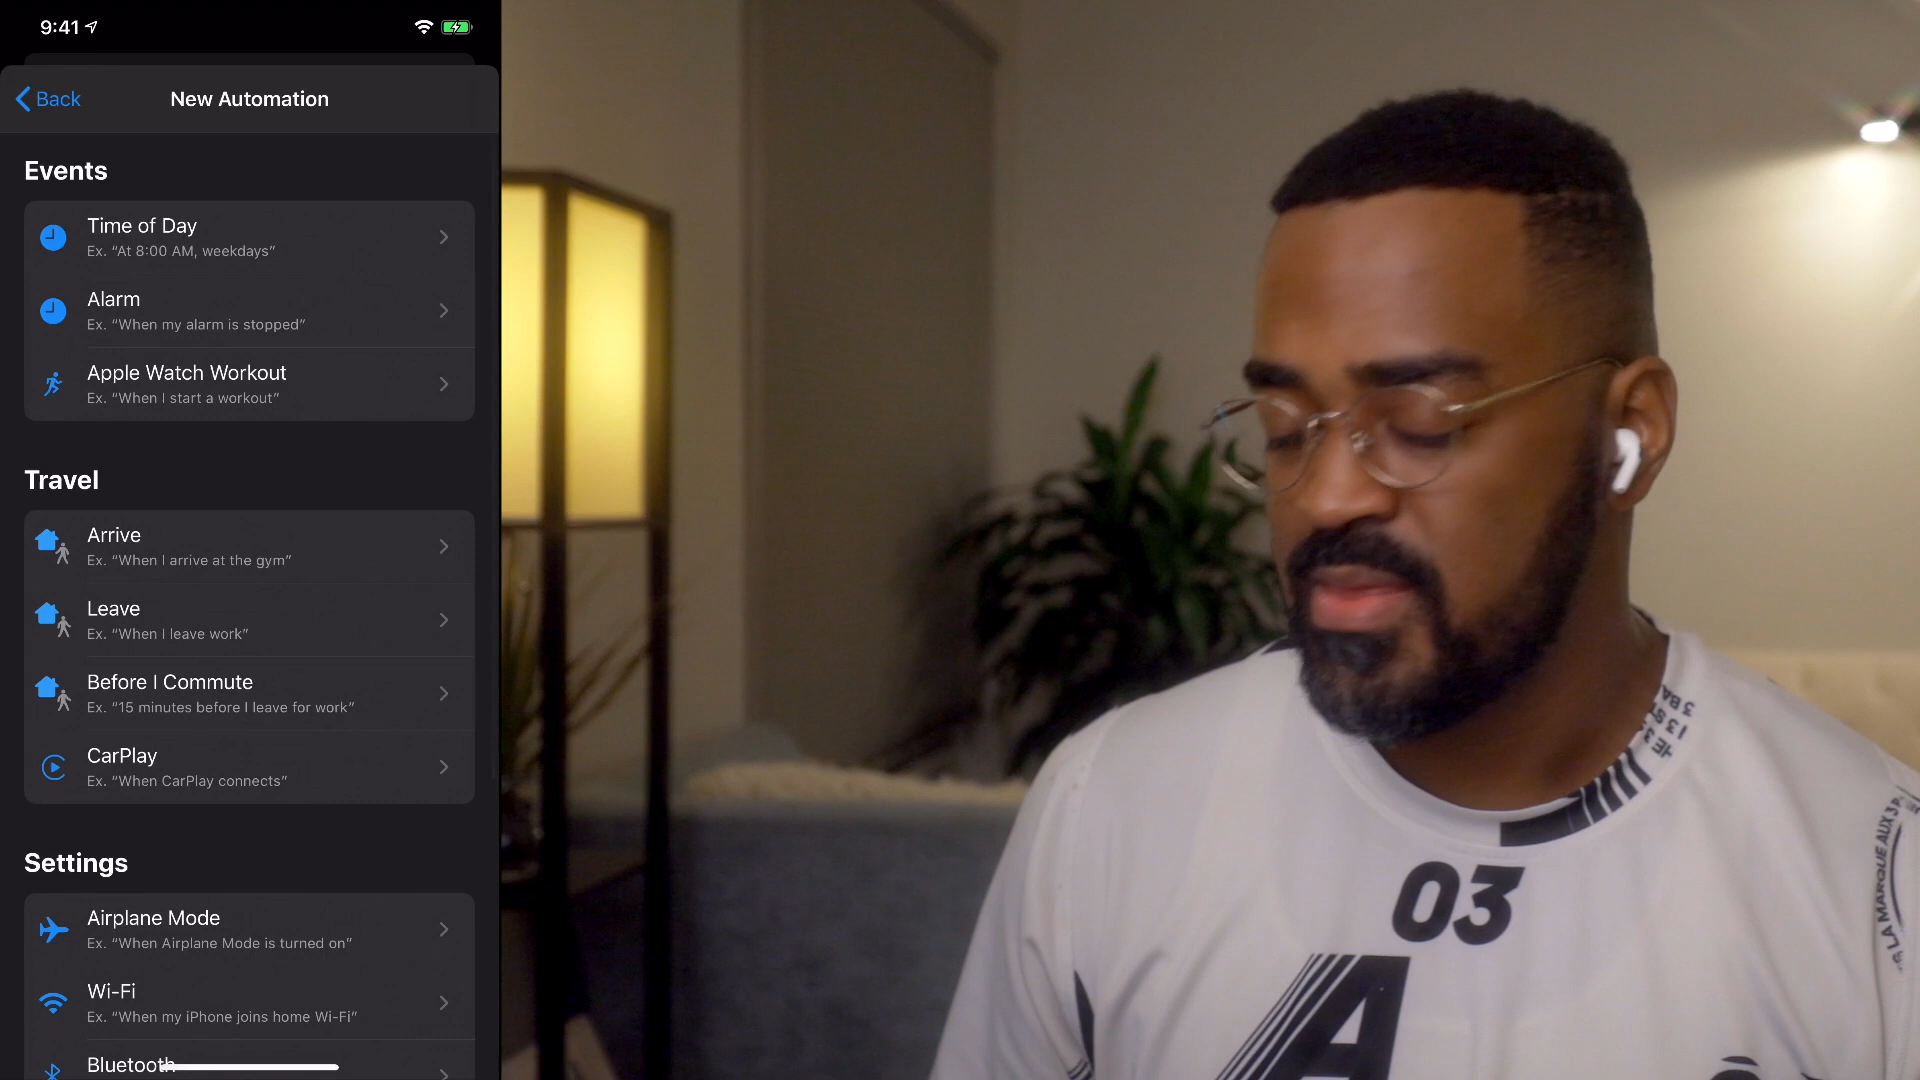 9:41
Back
New Automation
Events
Time of Day
Ex. “At 8:00 AM, weekdays”
Alarm
Ex. “When my alarm is stopped”
Apple Watch Workout
Ex. “When I start a workout”
Travel
Arrive
Ex. “When I arrive at the gym”
Leave
Ex. “When I leave work”
Before I Commute
Ex. “15 minutes before I leave for work”
CarPlay
Ex. “When CarPlay connects”
Settings
Airplane Mode
Ex. “When Airplane Mode is turned on”
Wi-Fi
Ex. “When my iPhone joins home Wi-Fi”
Bluetooth
03
A
LA MARQUE AUX 3